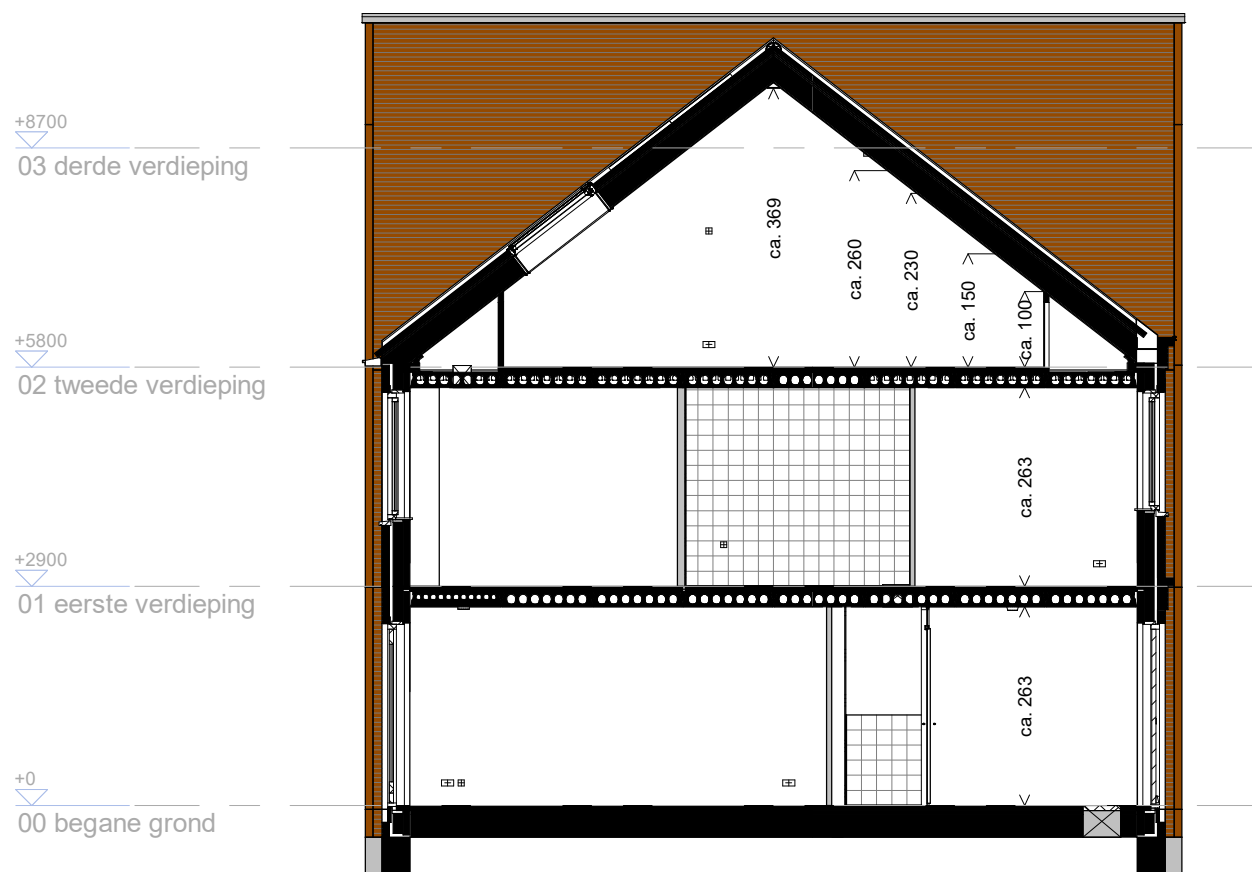 +8700
03 derde verdieping
ca. 369
ca. 260
ca. 230
ca. 150
ca. 100
+5800
02 tweede verdieping
ca. 263
+2900
01 eerste verdieping
ca. 263
+0
00 begane grond